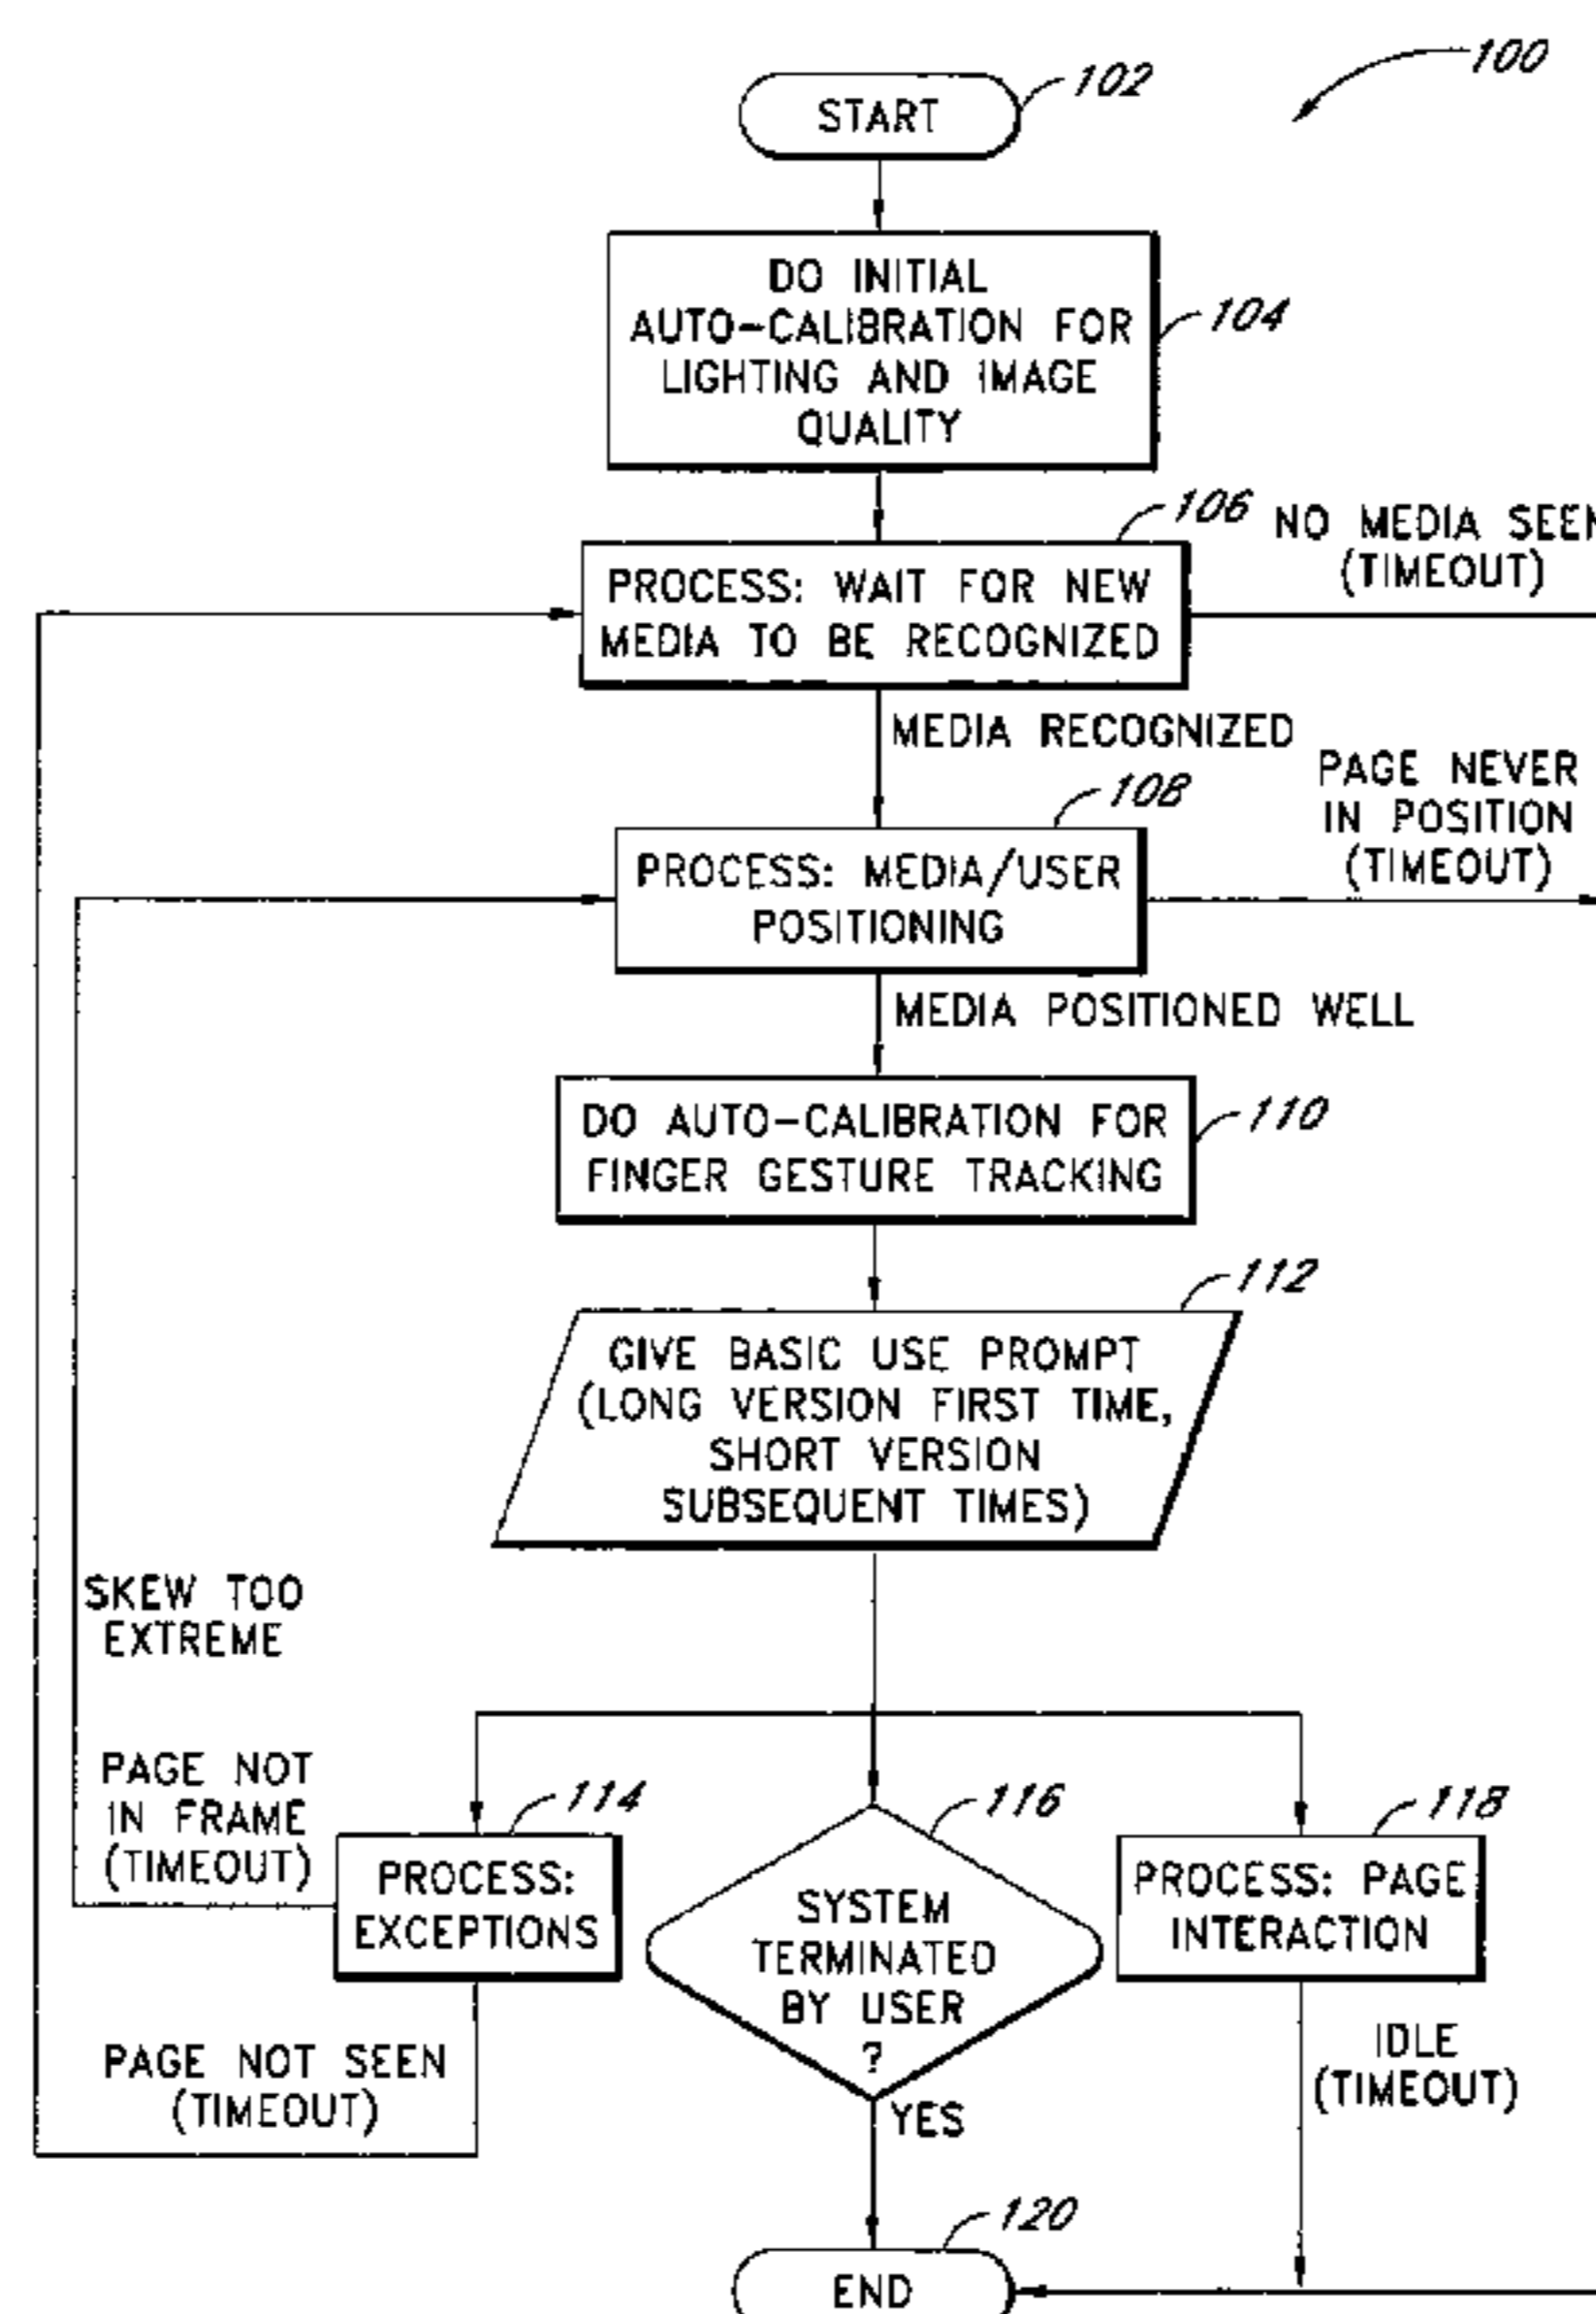 100
START
102
DO INITIAL
AUTO-CALIBRATION FOR
LIGHTING AND IMAGE
QUALITY
104
106
NO MEDIA SEEN
(TIMEOUT)
PROCESS: WAIT FOR NEW
MEDIA TO BE RECOGNIZED
MEDIA RECOGNIZED
108
PAGE NEVER
IN POSITION
(TIMEOUT)
PROCESS: MEDIA/USER
POSITIONING
MEDIA POSITIONED WELL
DO AUTO-CALIBRATION FOR
FINGER GESTURE TRACKING
110
112
GIVE BASIC USE PROMPT
(LONG VERSION FIRST TIME,
SHORT VERSION
SUBSEQUENT TIMES)
SKEW TOO
EXTREME
PAGE NOT
IN FRAME
(TIMEOUT)
114
PROCESS:
EXCEPTIONS
116
SYSTEM
TERMINATED
BY USER
?
118
PROCESS: PAGE
INTERACTION
PAGE NOT SEEN
(TIMEOUT)
YES
IDLE
(TIMEOUT)
120
END